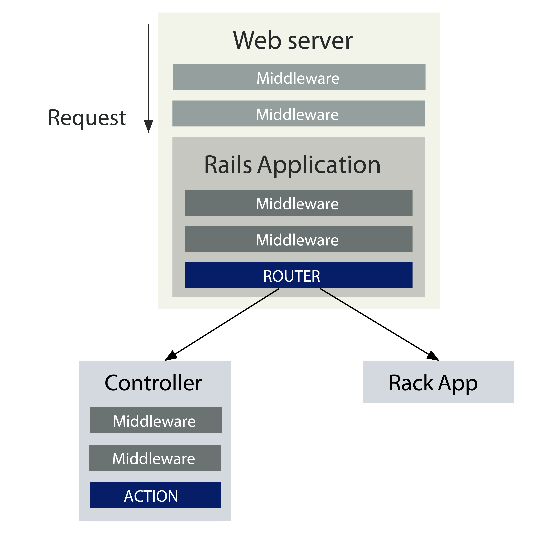 Web server
Middleware
Middleware
Request
Rails Application
Middleware
Middleware
ROUTER
Controller
Middleware
Middleware
ACTION
Rack App